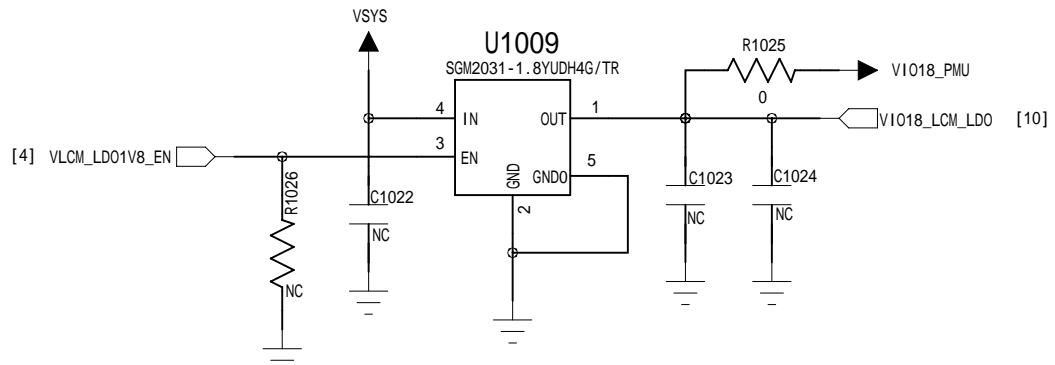 VSYS
U1009
SGM2031-1.8YUDH4G/TR
R1025
0
VIO18_PMU
4 IN OUT 1
VIO18_LCM_LDO [10]
[4] VLCM_LDO1V8_EN
3 EN
GNDO 5
GND
2
R1026
NC
C1022
NC
C1023
NC
C1024
NC